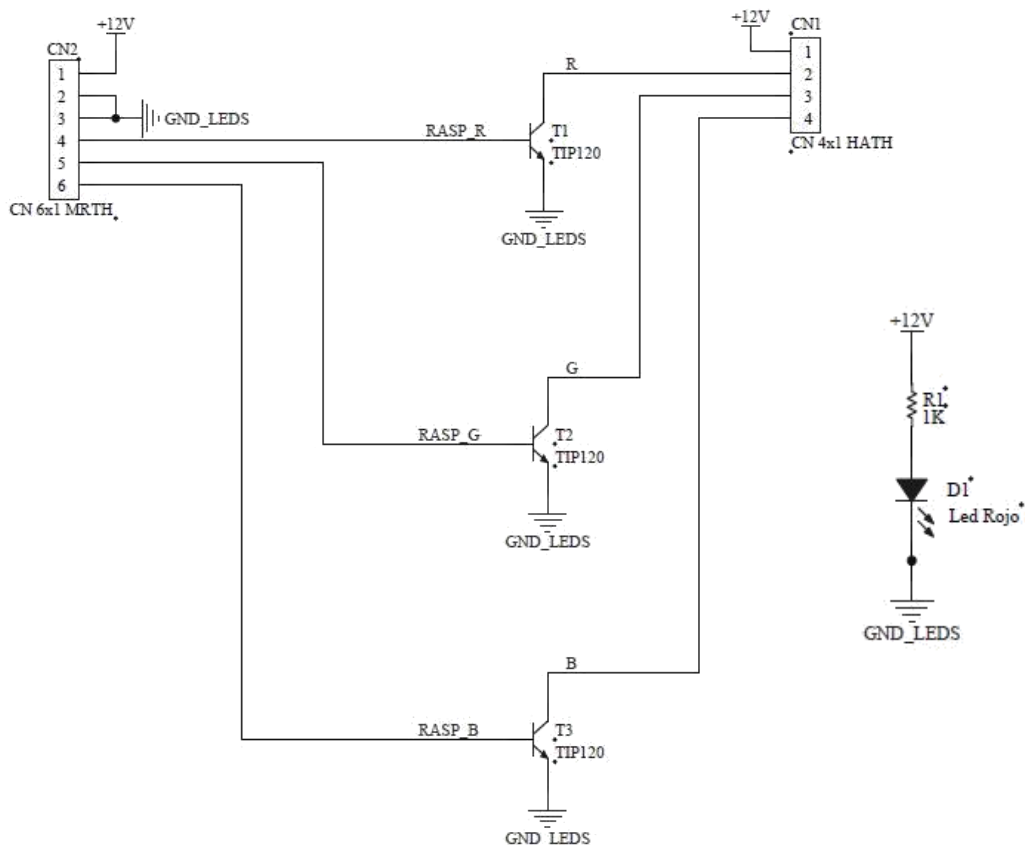 +12V
CN2
1
2
3
4
5
6
CN 6x1 MRTH
GND_LEDS
RASP_R
R
T1
TIP120
GND_LEDS
+12V
CN1
1
2
3
4
CN 4x1 HATH
G
RASP_G
T2
TIP120
GND_LEDS
+12V
R1
1K
D1
Led Rojo
GND_LEDS
B
RASP_B
T3
TIP120
GND_LEDS